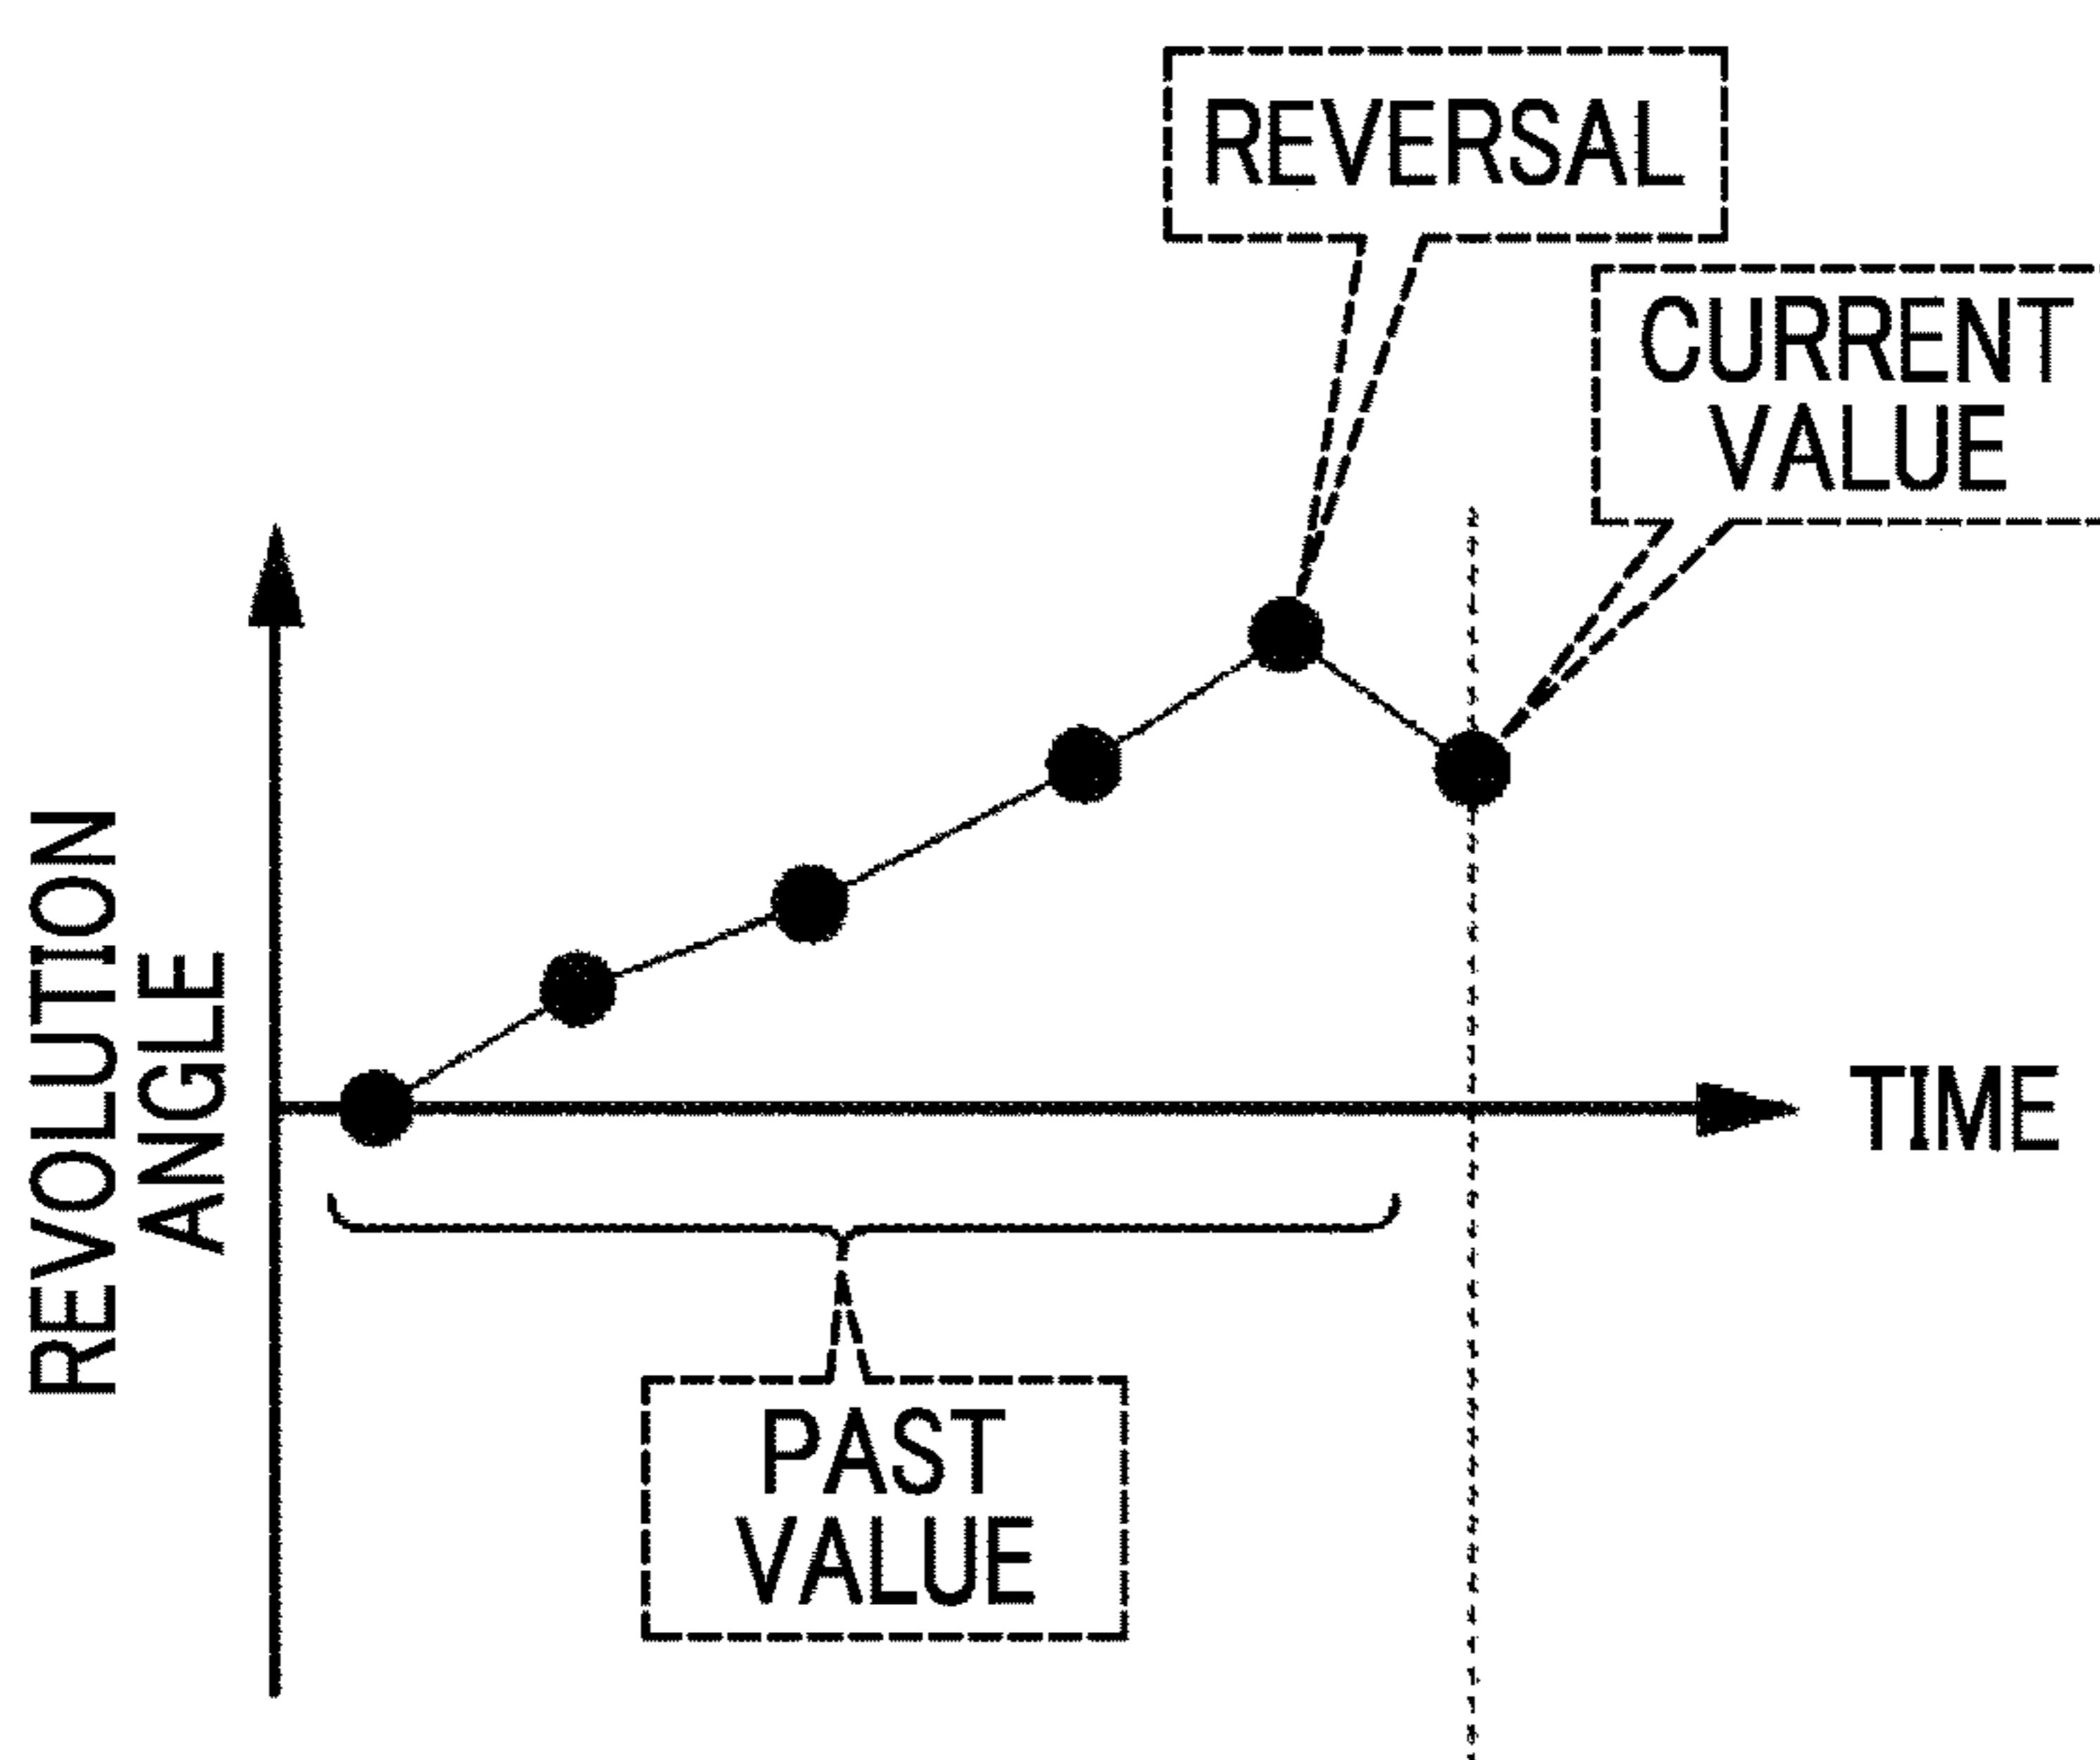 REVERSAL
CURRENT
VALUE
REVOLUTION
ANGLE
TIME
PAST
VALUE